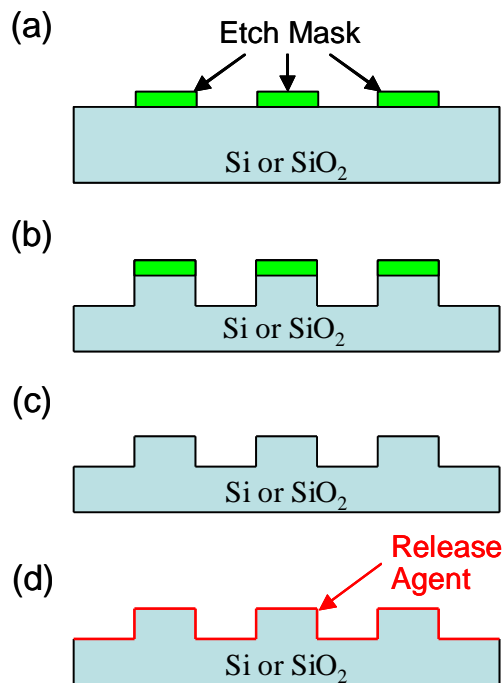 (a)
Etch Mask
Si or SiO₂
(b)
Si or SiO₂
(c)
Si or SiO₂
(d)
Release
Agent
Si or SiO₂